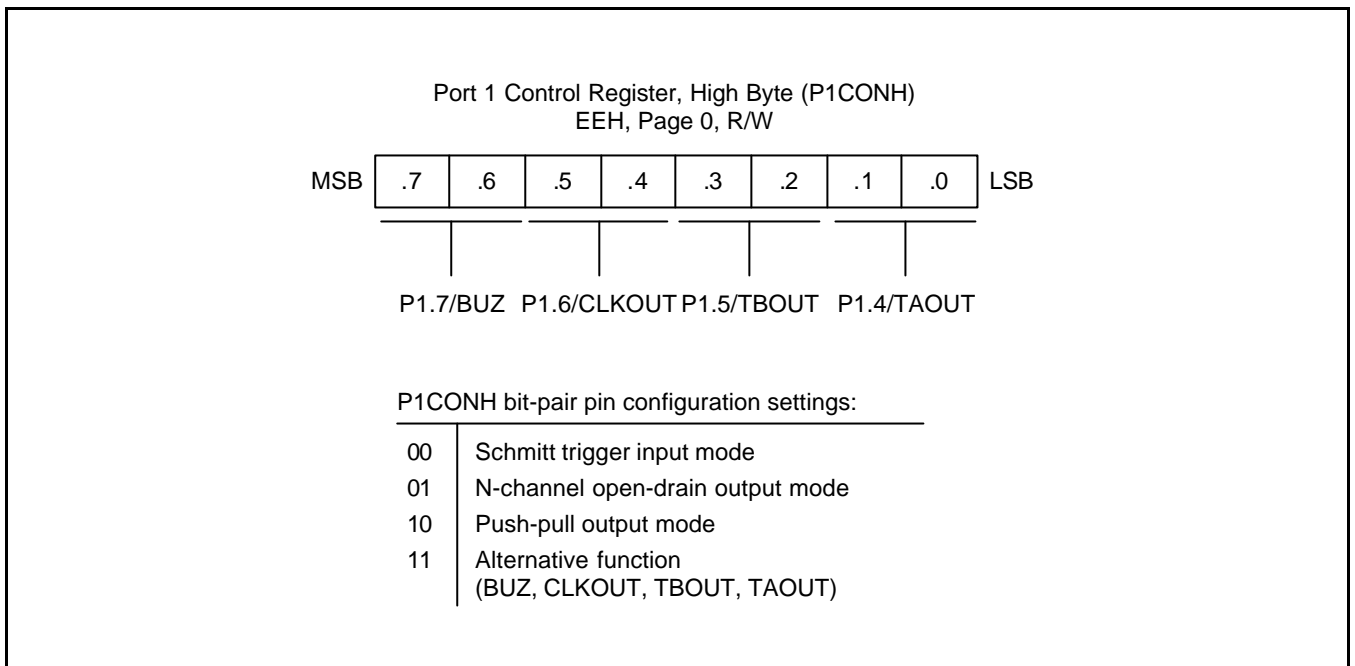 Port 1 Control Register, High Byte (P1CONH)
EEH, Page 0, R/W
MSB .7 .6 .5 .4 .3 .2 .1 .0 LSB
P1.7/BUZ P1.6/CLKOUT P1.5/TBOUT P1.4/TAOUT
P1CONH bit-pair pin configuration settings:
00 Schmitt trigger input mode
01 N-channel open-drain output mode
10 Push-pull output mode
11 Alternative function
(BUZ, CLKOUT, TBOUT, TAOUT)